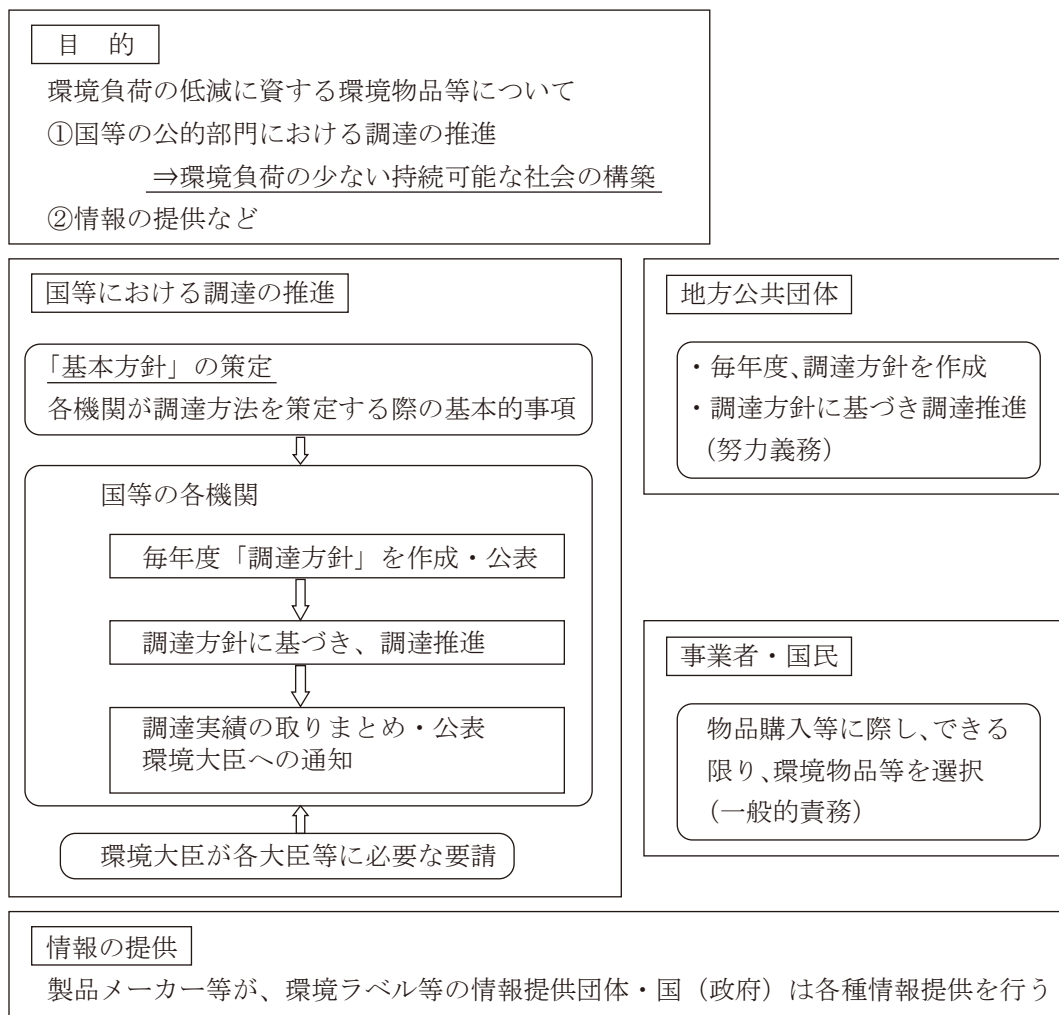 目 的
環境負荷の低減に資する環境物品等について
①国等の公的部門における調達の推進
⇒環境負荷の少ない持続可能な社会の構築
②情報の提供など
国等における調達の推進
「基本方針」の策定
各機関が調達方法を策定する際の基本的事項
国等の各機関
毎年度「調達方針」を作成・公表
調達方針に基づき、調達推進
調達実績の取りまとめ・公表
環境大臣への通知
環境大臣が各大臣等に必要な要請
地方公共団体
・毎年度、調達方針を作成
・調達方針に基づき調達推進
(努力義務)
事業者・国民
物品購入等に際し、できる
限り、環境物品等を選択
(一般的責務)
情報の提供
製品メーカー等が、環境ラベル等の情報提供団体・国（政府）は各種情報提供を行う